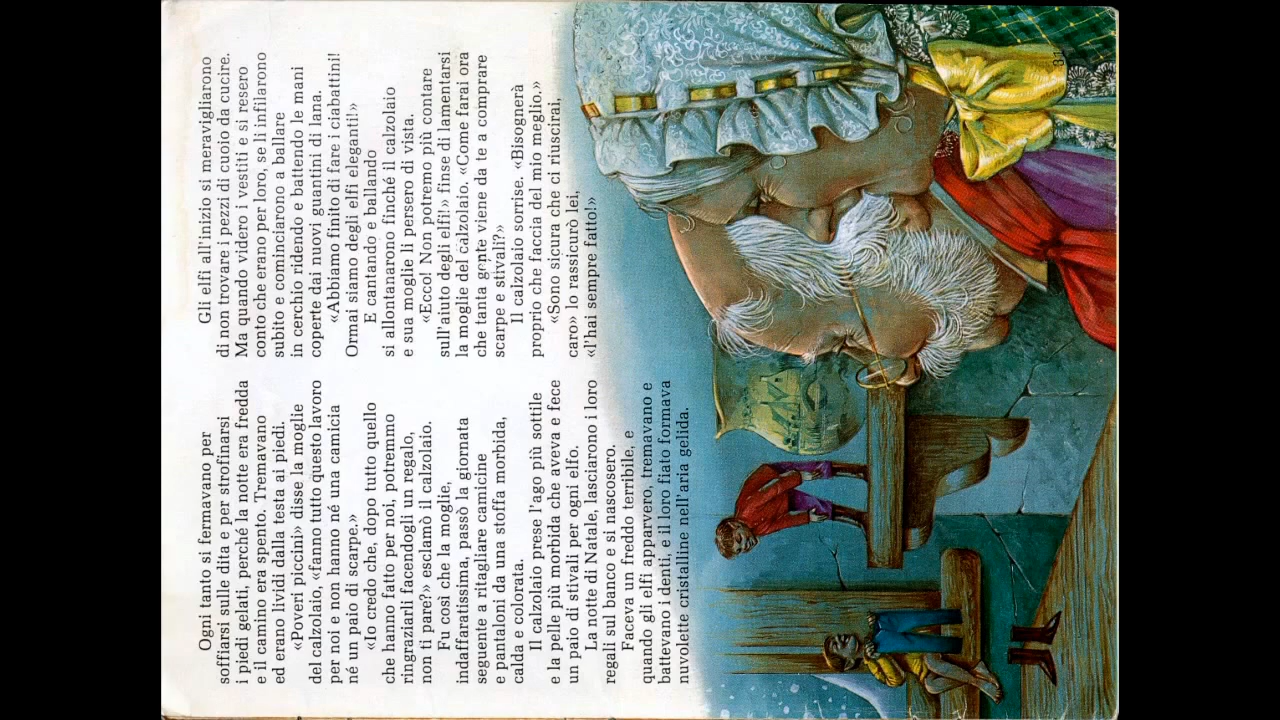 Ogni tanto si fermavano per
soffiarsi sulle dita e per strofinarsi
i piedi gelati, perché la notte era fredda
e il camino era spento. Tremavano
ed erano lividi dalla testa ai piedi.
«Poveri piccini» disse la moglie
del calzolaio, «fanno tutto questo lavoro
per noi e non hanno né una camicia
né un paio di scarpe.»
«Io credo che, dopo tutto quello
che hanno fatto per noi, potremmo
ringraziarli facendogli un regalo,
non ti pare?» esclamò il calzolaio.
Fu così che la moglie,
indaffaratissima, passò la giornata
seguente a ritagliare camicine
e pantaloni da una stoffa morbida,
calda e colorata.
Il calzolaio prese l'ago più sottile
e la pelle più morbida che aveva e fece
un paio di stivali per ogni elfo.
La notte di Natale, lasciarono i loro
regali sul banco e si nascosero.
Faceva un freddo terribile, e
quando gli elfi apparvero, tremavano e
battevano i denti, e il loro fiato formava
nuvolette cristalline nell'aria gelida.
Gli elfi all'inizio si meravigliarono
di non trovare i pezzi di cuoio da cucire.
Ma quando videro i vestiti e si resero
conto che erano per loro, se li infilarono
subito e cominciarono a ballare
in cerchio ridendo e battendo le mani
coperte dai nuovi guantini di lana.
«Abbiamo finito di fare i ciabattini!
Ormai siamo degli elfi eleganti!»
E cantando e ballando
si allontanarono finché il calzolaio
e sua moglie li persero di vista.
«Ecco! Non potremo più contare
sull'aiuto degli elfi!» finse di lamentarsi
la moglie del calzolaio. «Come farai ora
che tanta gente viene da te a comprare
scarpe e stivali?»
Il calzolaio sorrise. «Bisognerà
proprio che faccia del mio meglio.»
«Sono sicura che ci riuscirai,
caro» lo rassicurò lei,
«l'hai sempre fatto!»